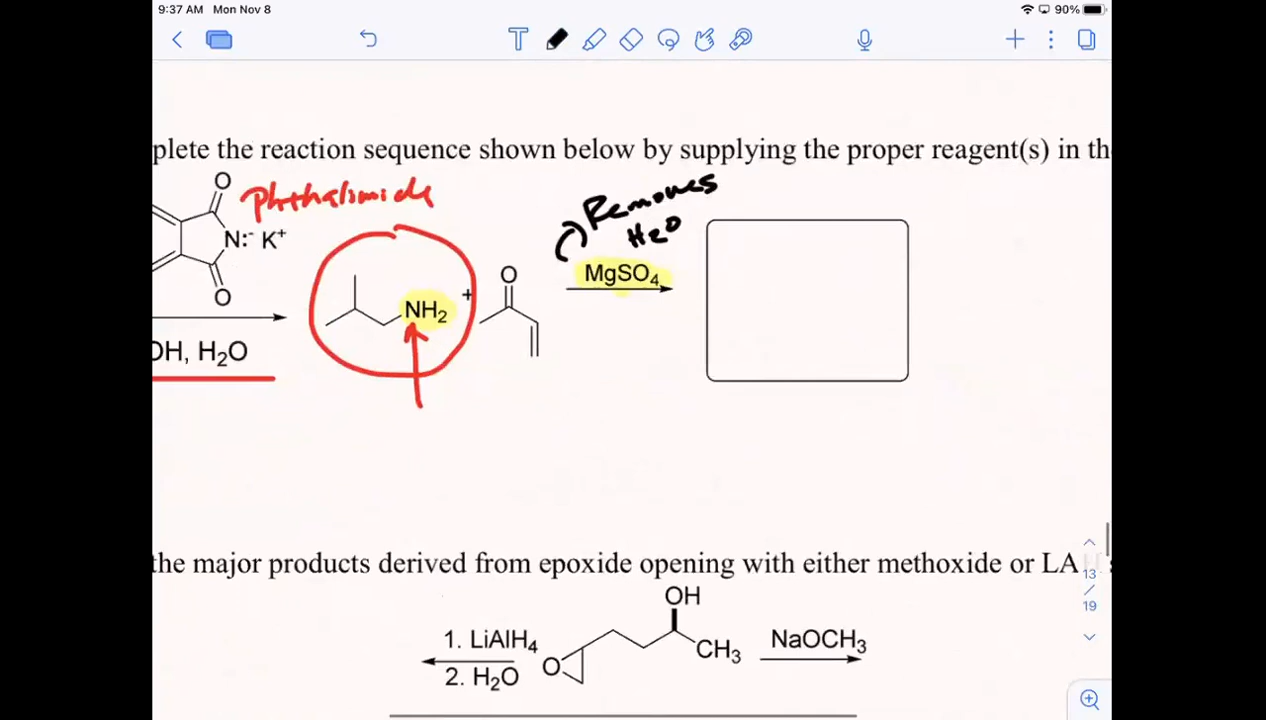 9:37 AM Mon Nov 8
90%
plete the reaction sequence shown below by supplying the proper reagent(s) in th
O
Phthalimide
Removes
H2O
N:⁻ K⁺
O
MgSO₄
O
NH₂
+
OH, H₂O
the major products derived from epoxide opening with either methoxide or LA
13
/
19
OH
1. LiAlH₄
NaOCH₃
CH₃
O
2. H₂O